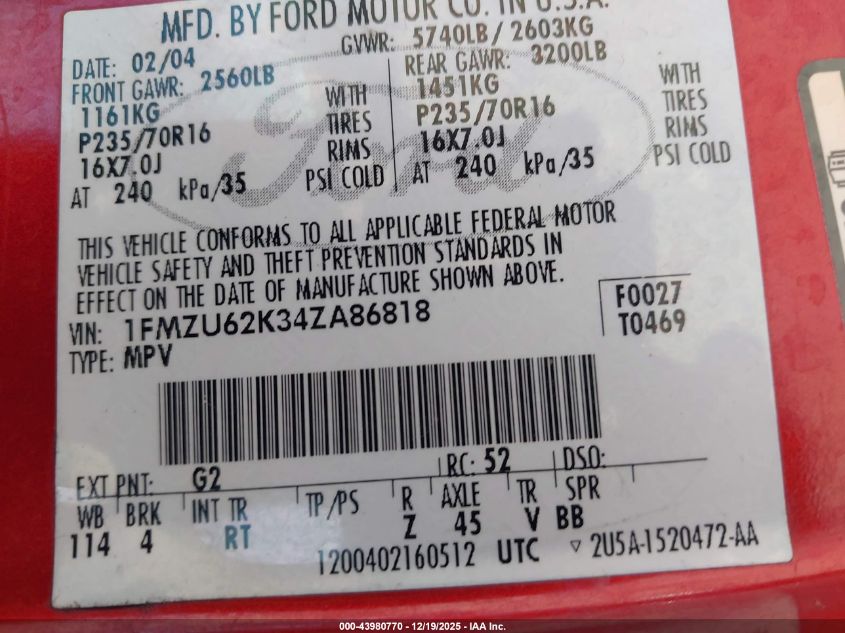 MFD. BY FORD MOTOR CO. IN U.S.A.
DATE: 02/04 GVWR: 5740LB / 2603KG
FRONT GAWR: 2560LB REAR GAWR: 3200LB
1161KG WITH 1451KG WITH
P235/70R16 TIRES P235/70R16 TIRES
16X7.0J RIMS 16X7.0J RIMS
AT 240 kPa/35 PSI COLD AT 240 kPa/35 PSI COLD
Ford
THIS VEHICLE CONFORMS TO ALL APPLICABLE FEDERAL MOTOR
VEHICLE SAFETY AND THEFT PREVENTION STANDARDS IN
EFFECT ON THE DATE OF MANUFACTURE SHOWN ABOVE.
VIN: 1FMZU62K34ZA86818 F0027
TYPE: MPV T0469
EXT PNT: G2 RC: 52 DSO:
WB BRK INT TR TP/PS R AXLE TR SPR
114 4 RT Z 45 V BB
1200402160512 UTC ▽ 2U5A-1520472-AA
000-43980770 - 12/19/2025 - IAA Inc.